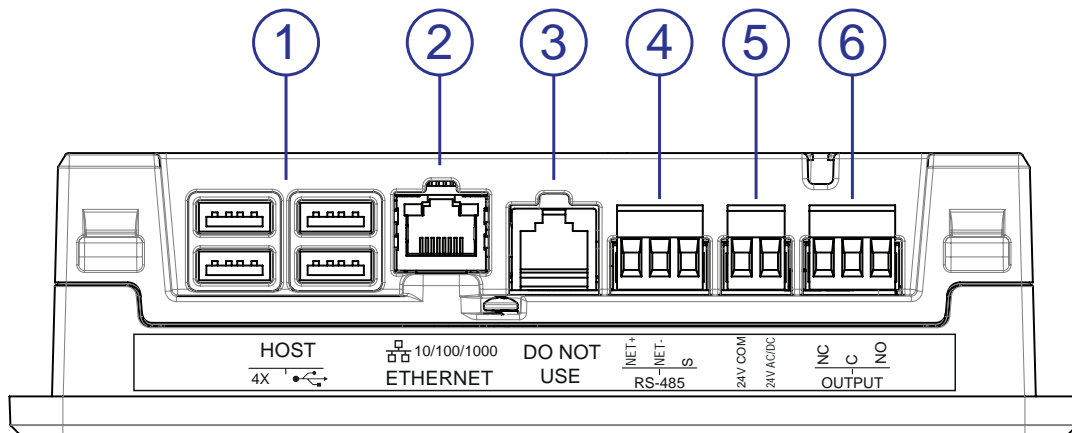 1 2 3 4 5 6
HOST
4X
10/100/1000
ETHERNET
DO NOT
USE
NET+
NET-
S
RS-485
24V COM
24V AC/DC
NC
C
NO
OUTPUT